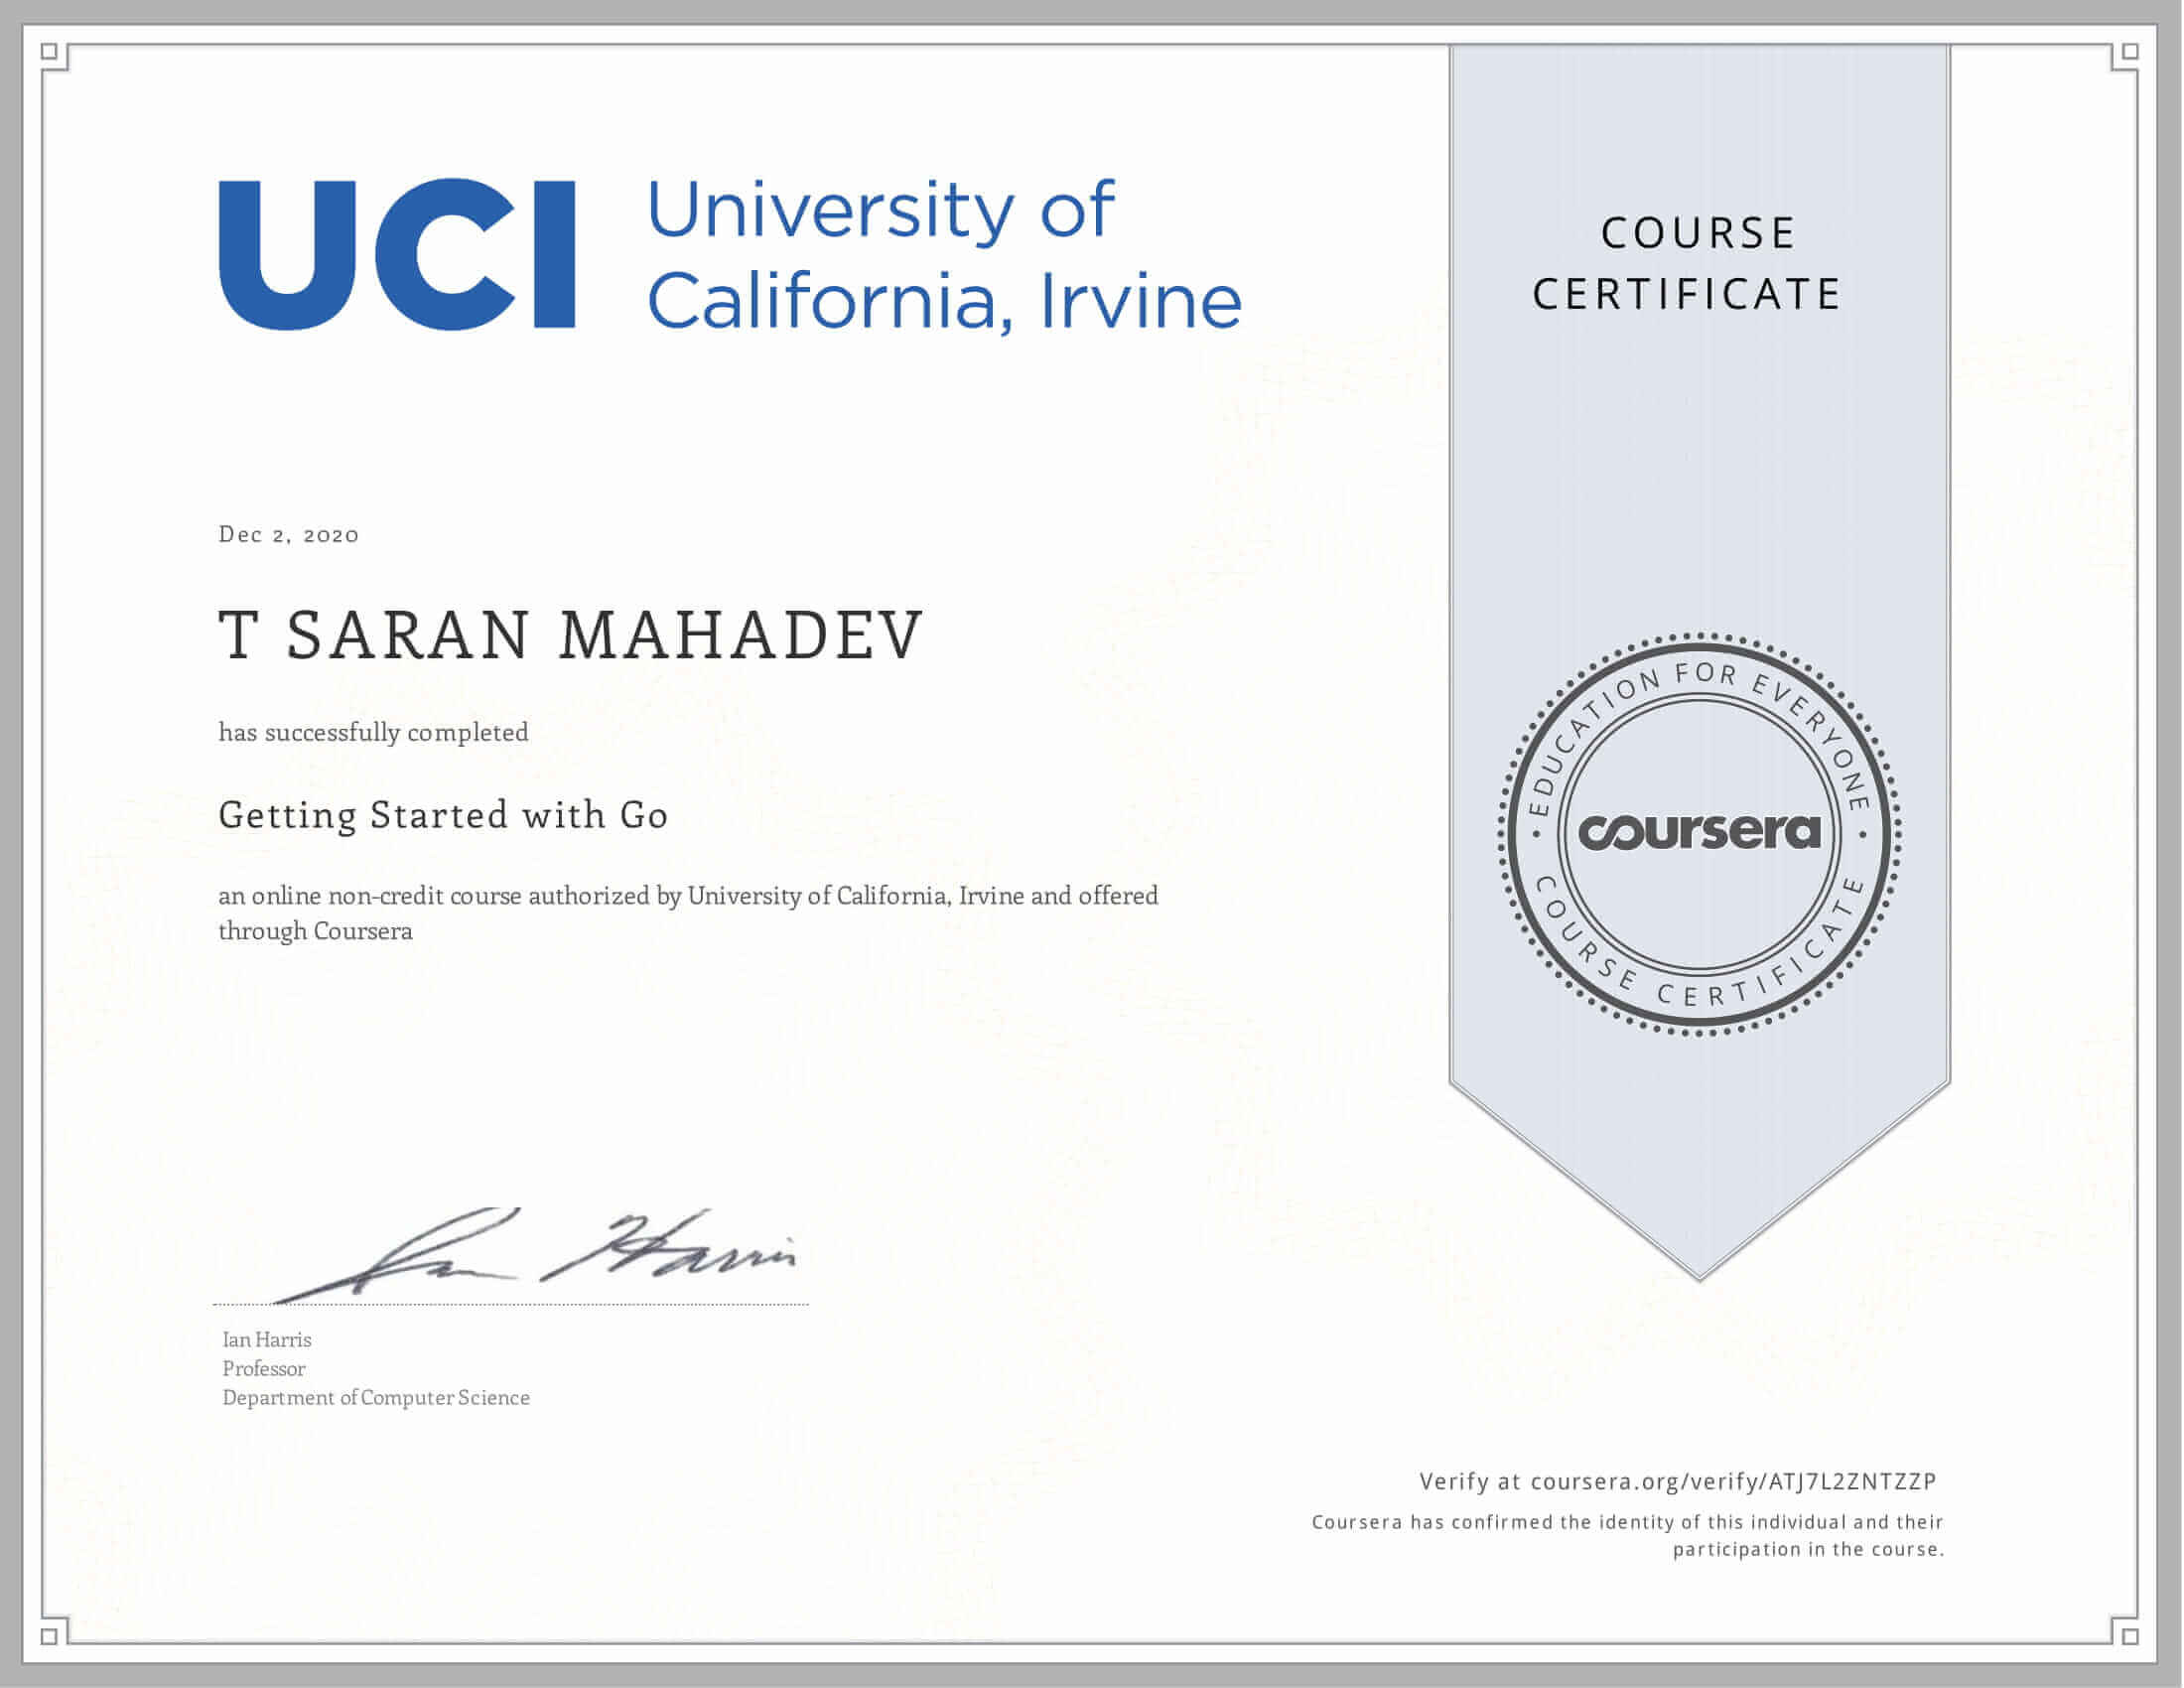 UCI University of
California, Irvine
COURSE
CERTIFICATE
Dec 2, 2020
T SARAN MAHADEV
has successfully completed
Getting Started with Go
an online non-credit course authorized by University of California, Irvine and offered
through Coursera
EDUCATION FOR EVERYONE
coursera
COURSE CERTIFICATE
Ian Harris
Ian Harris
Professor
Department of Computer Science
Verify at coursera.org/verify/ATJ7L2ZNTZZP
Coursera has confirmed the identity of this individual and their
participation in the course.